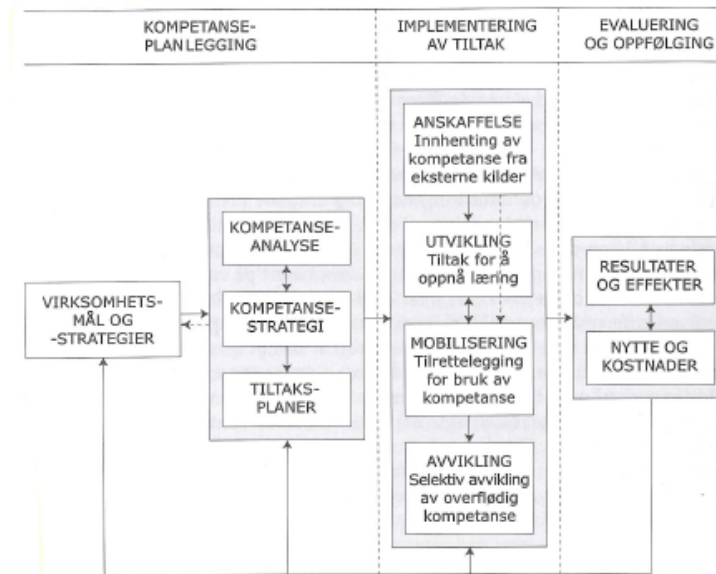 KOMPETANSE-
PLANLEGGING
IMPLEMENTERING
AV TILTAK
EVALUERING
OG OPPFØLGING
VIRKSOMHETS-
MÅL OG
-STRATEGIER
KOMPETANSE-
ANALYSE
KOMPETANSE-
STRATEGI
TILTAKS-
PLANER
ANSKAFFELSE
Innhenting av
kompetanse fra
eksterne kilder
UTVIKLING
Tiltak for å
oppnå læring
MOBILISERING
Tilrettelegging
for bruk av
kompetanse
AVVIKLING
Selektiv avvikling
av overflødig
kompetanse
RESULTATER
OG EFFEKTER
NYTTE OG
KOSTNADER